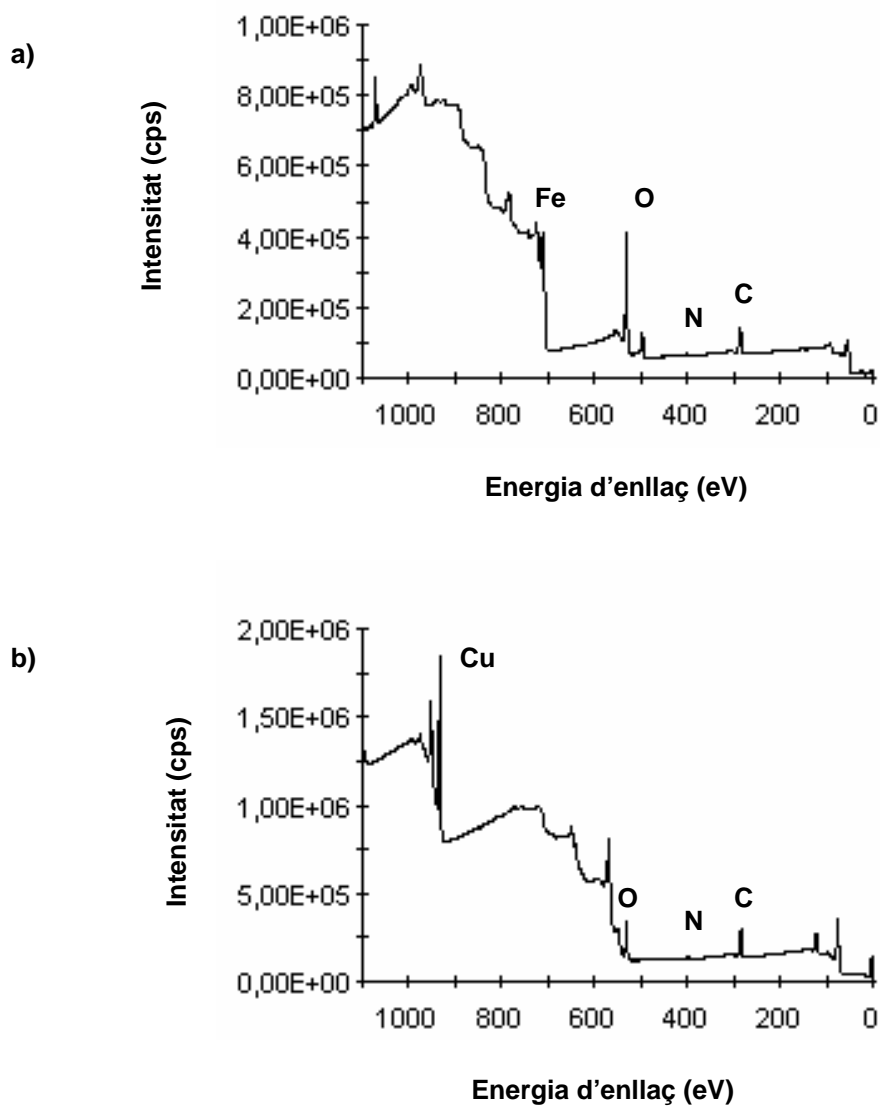 a)
Intensitat (cps)
1,00E+06
8,00E+05
6,00E+05
4,00E+05
2,00E+05
0,00E+00
Fe
O
N
C
1000 800 600 400 200 0
Energia d'enllaç (eV)
b)
Intensitat (cps)
2,00E+06
1,50E+06
1,00E+06
5,00E+05
0,00E+00
Cu
O
N
C
1000 800 600 400 200 0
Energia d'enllaç (eV)